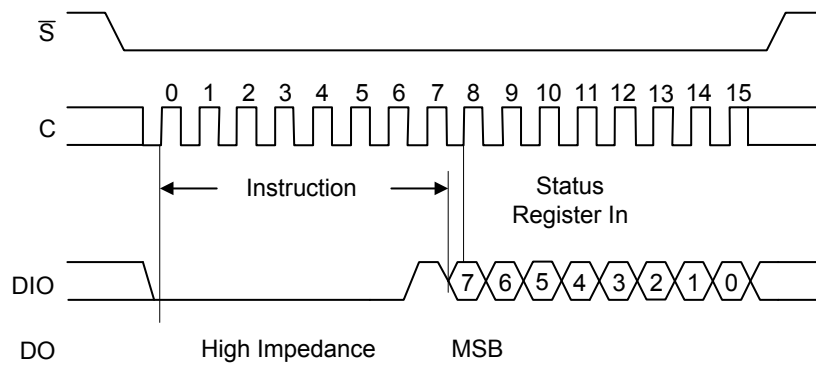 S̅
0 1 2 3 4 5 6 7 8 9 10 11 12 13 14 15
C
Instruction
Status
Register In
DIO
7 6 5 4 3 2 1 0
DO
High Impedance
MSB